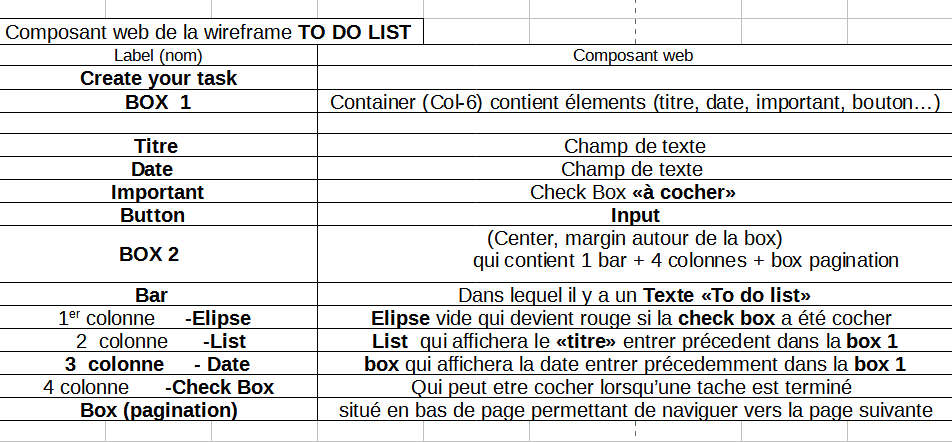 Composant web de la wireframe TO DO LIST
Label (nom) Composant web
Create your task
BOX 1 Container (Col-6) contient élements (titre, date, important, bouton…)
Titre Champ de texte
Date Champ de texte
Important Check Box «à cocher»
Button Input
BOX 2 (Center, margin autour de la box)
qui contient 1 bar + 4 colonnes + box pagination
Bar Dans lequel il y a un Texte «To do list»
1er colonne -Elipse Elipse vide qui devient rouge si la check box a été cocher
2 colonne -List List qui affichera le «titre» entrer précedent dans la box 1
3 colonne - Date box qui affichera la date entrer précedemment dans la box 1
4 colonne -Check Box Qui peut etre cocher lorsqu'une tache est terminé
Box (pagination) situé en bas de page permettant de naviguer vers la page suivante